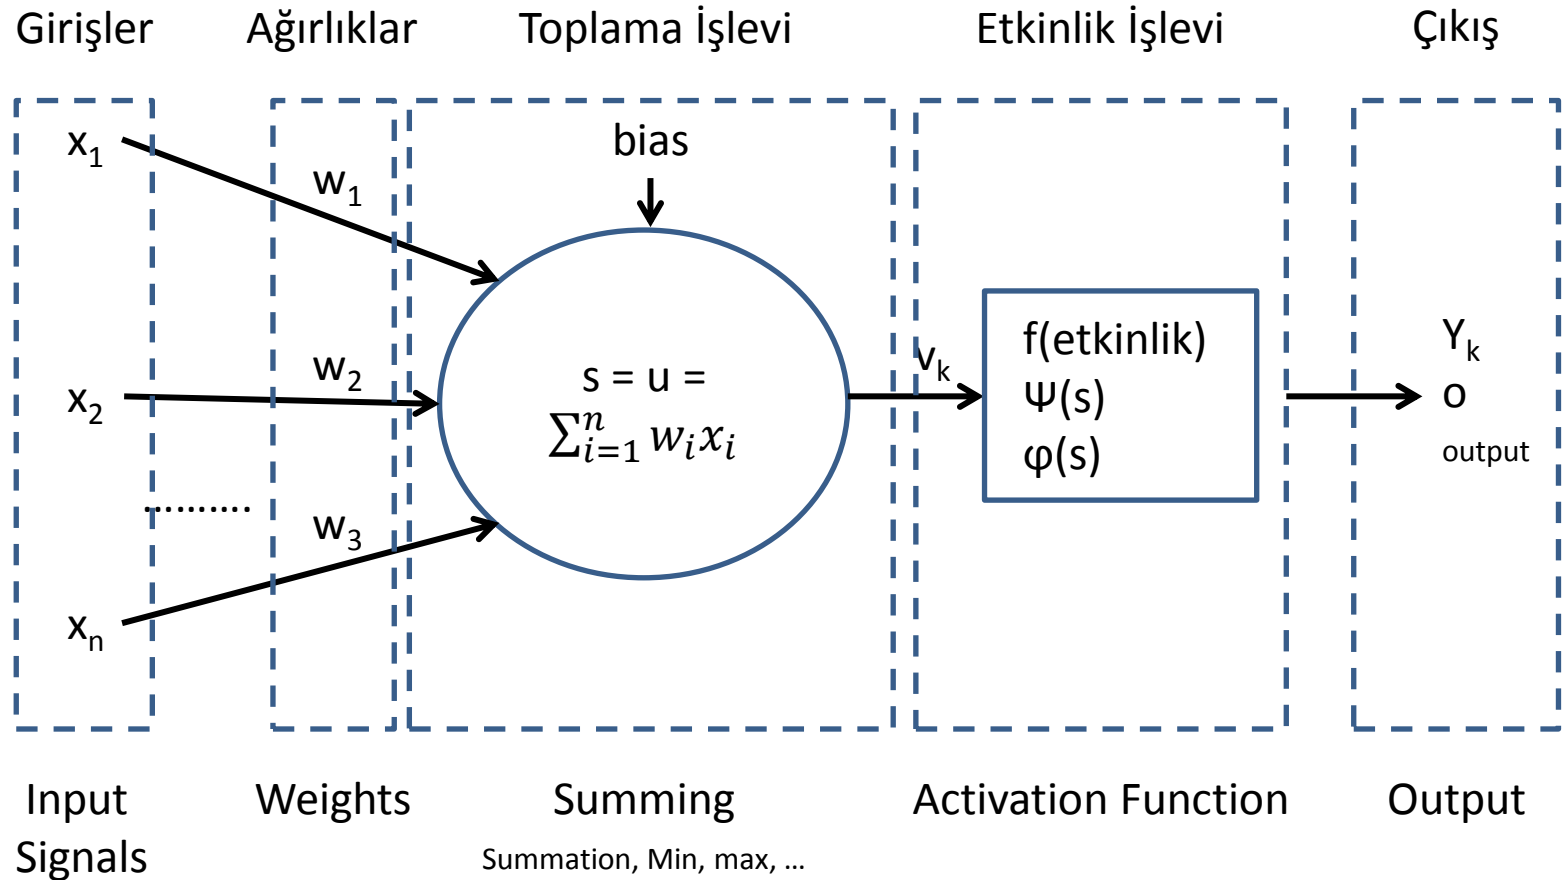 Girişler Ağırlıklar Toplama İşlevi Etkinlik İşlevi Çıkış
x₁
w₁
bias
x₂
w₂
s = u =
∑ⁿᵢ₌₁ wᵢxᵢ
vₖ
f(etkinlik)
Ψ(s)
φ(s)
Yₖ
o
output
..........
w₃
xₙ
Input Signals
Weights
Summing
Summation, Min, max, ...
Activation Function
Output